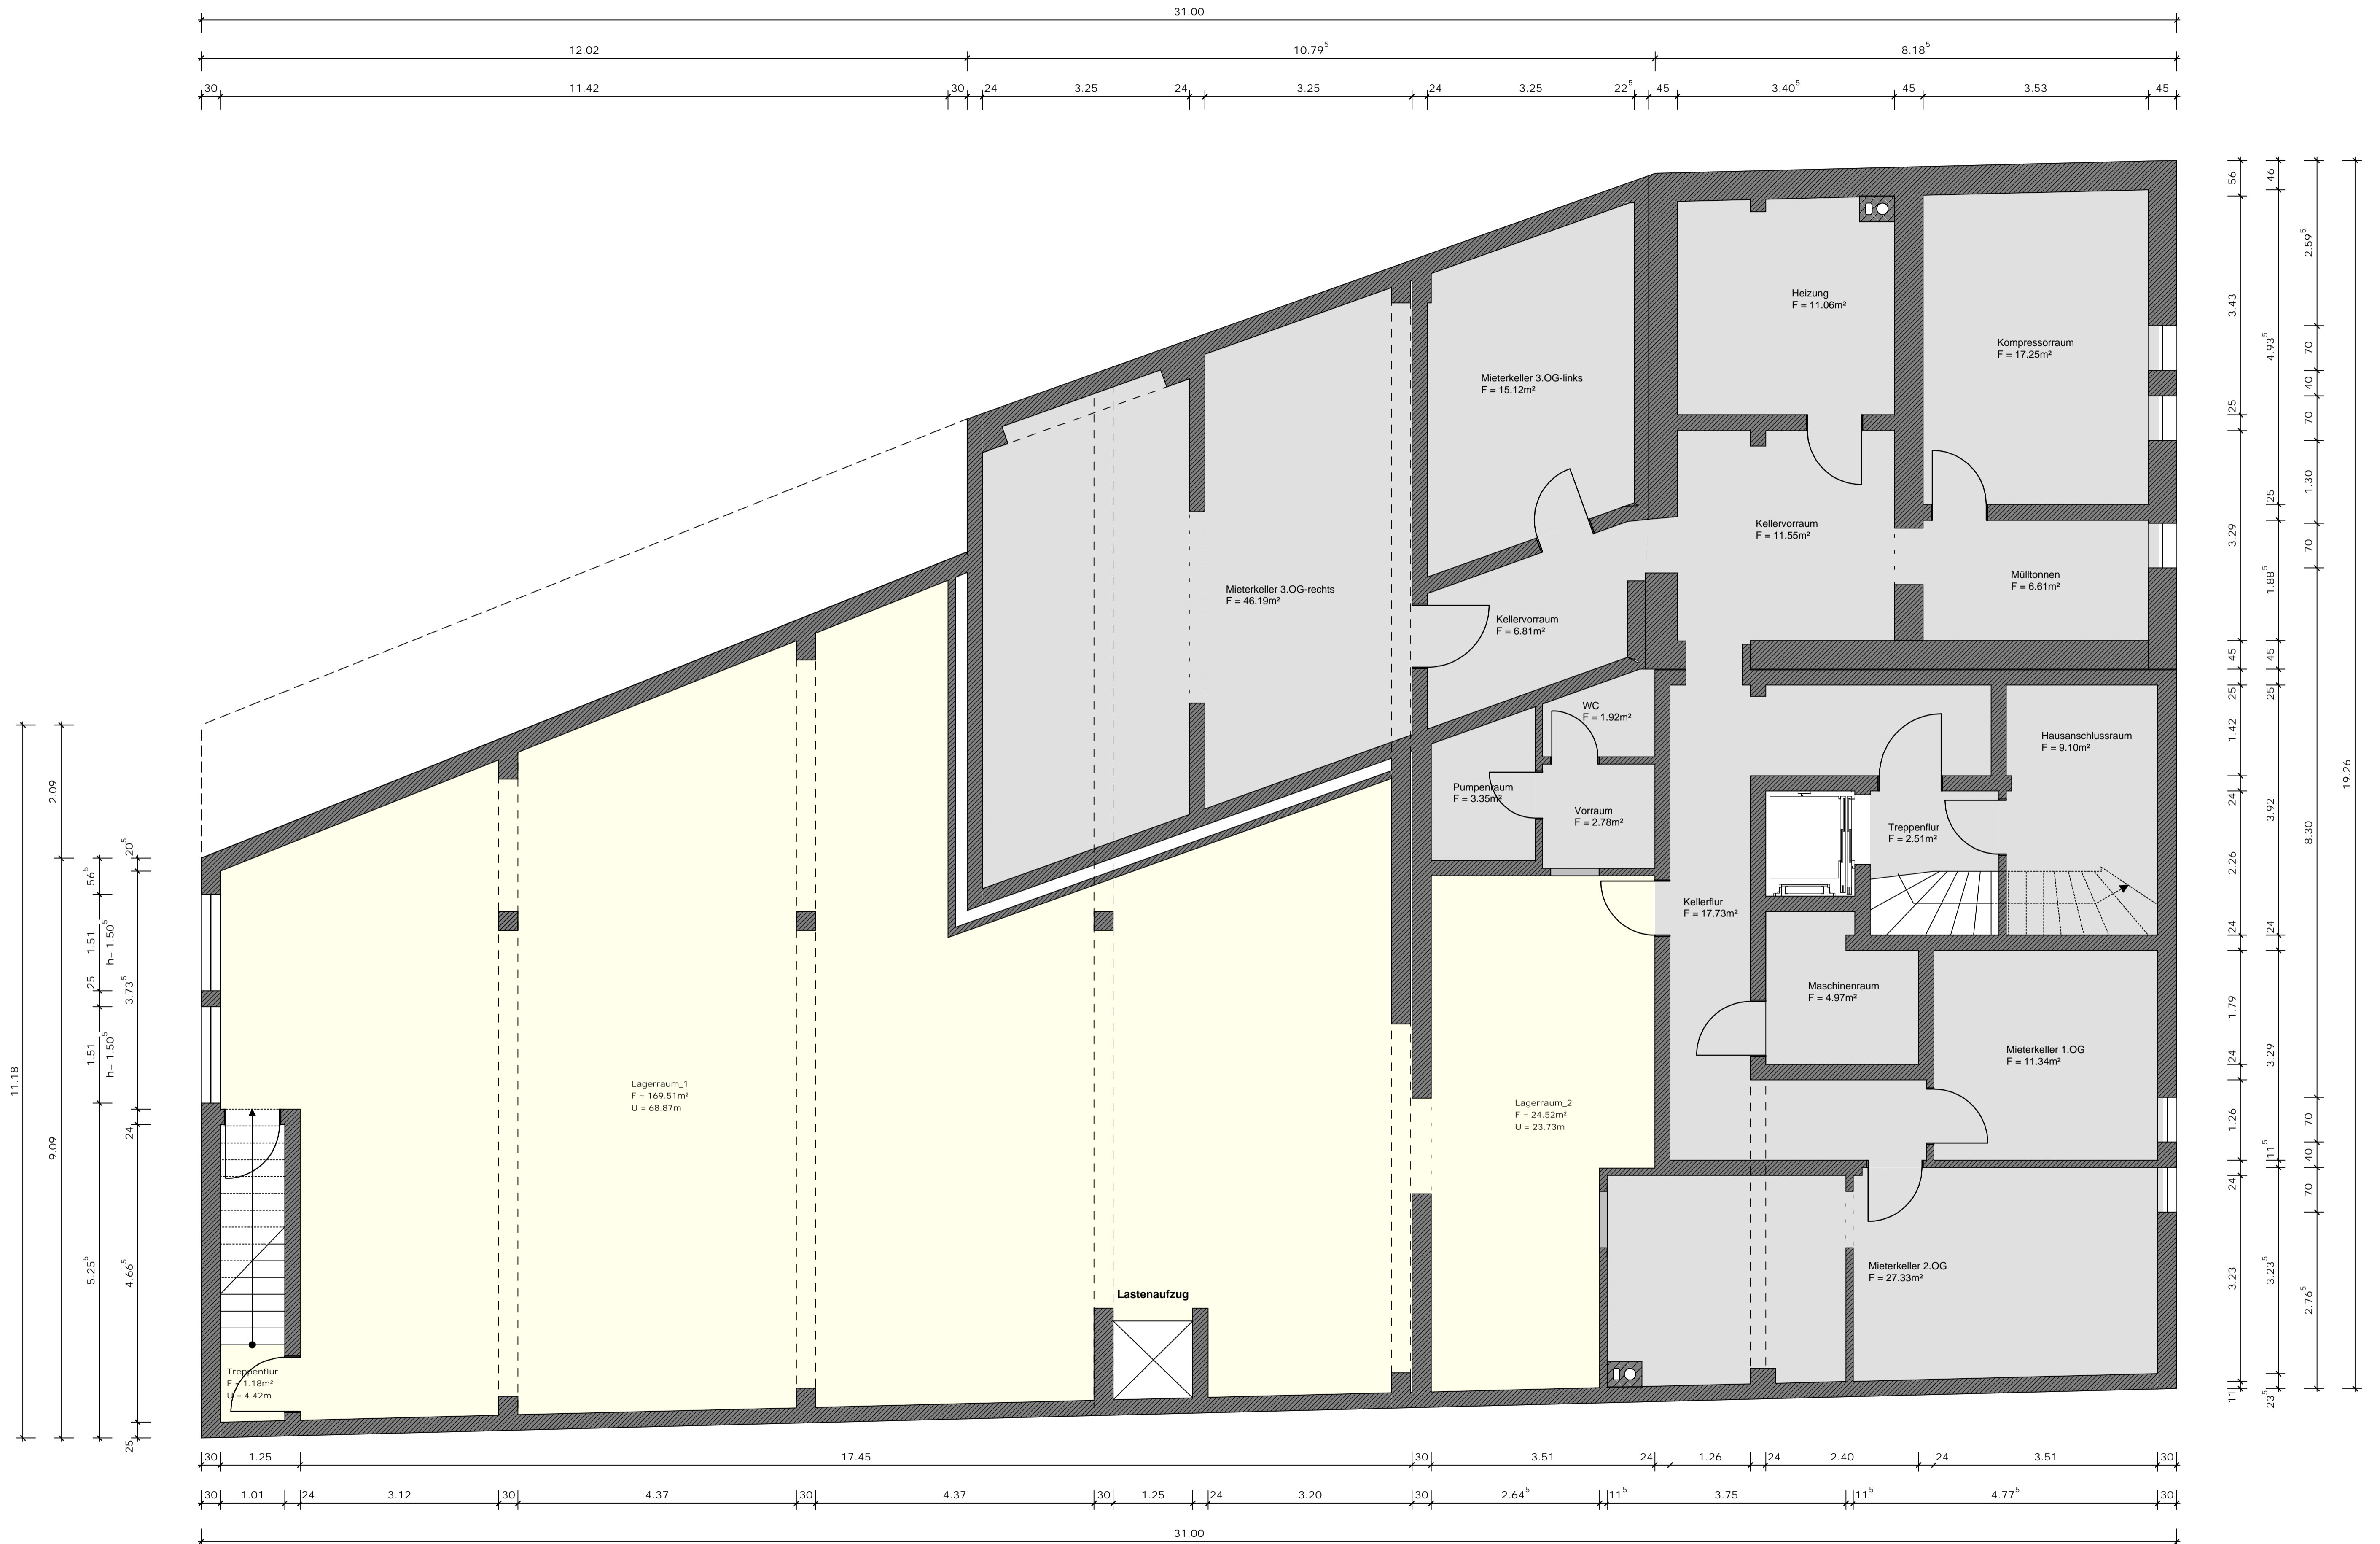 31.00
12.02 10.79⁵ 8.18⁵
30 11.42 30 24 3.25 24 3.25 24 3.25 22⁵ 45 3.40⁵ 45 3.53 45
56 3.43 25 3.29 45 25 1.42 24 2.26 24 1.79 24 1.26 24 3.23 11
46 4.93⁵ 25 1.88⁵ 45 25 3.92 24 3.29 11⁵ 3.23⁵ 23⁵
2.59⁵ 70 40 70 1.30 70 8.30 70 40 70 2.76⁵
19.26
11.18
2.09 9.09
56⁵ 1.51 h= 1.50⁵ 25 1.51 h= 1.50⁵ 5.25⁵
20⁵ 3.73⁵ 24 4.66⁵ 25
Heizung
F = 11.06m²
Kompressorraum
F = 17.25m²
Mieterkeller 3.OG-links
F = 15.12m²
Kellervorraum
F = 11.55m²
Mülltonnen
F = 6.61m²
Mieterkeller 3.OG-rechts
F = 46.19m²
Kellervorraum
F = 6.81m²
WC
F = 1.92m²
Hausanschlussraum
F = 9.10m²
Pumpenraum
F = 3.35m²
Vorraum
F = 2.78m²
Treppenflur
F = 2.51m²
Kellerflur
F = 17.73m²
Maschinenraum
F = 4.97m²
Mieterkeller 1.OG
F = 11.34m²
Lagerraum_1
F = 169.51m²
U = 68.87m
Lagerraum_2
F = 24.52m²
U = 23.73m
Mieterkeller 2.OG
F = 27.33m²
Lastenaufzug
Treppenflur
F = 1.18m²
U = 4.42m
30 1.25 17.45 30 3.51 24 1.26 24 2.40 24 3.51 30
30 1.01 24 3.12 30 4.37 30 4.37 30 1.25 24 3.20 30 2.64⁵ 11⁵ 3.75 11⁵ 4.77⁵ 30
31.00